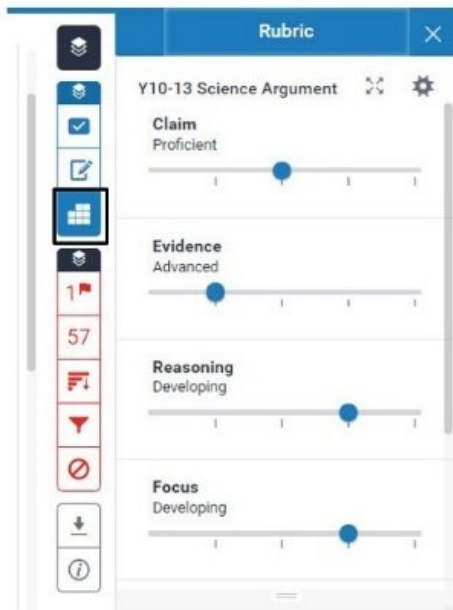 Rubric
Y10-13 Science Argument
Claim
Proficient
Evidence
Advanced
1
57
Reasoning
Developing
Focus
Developing